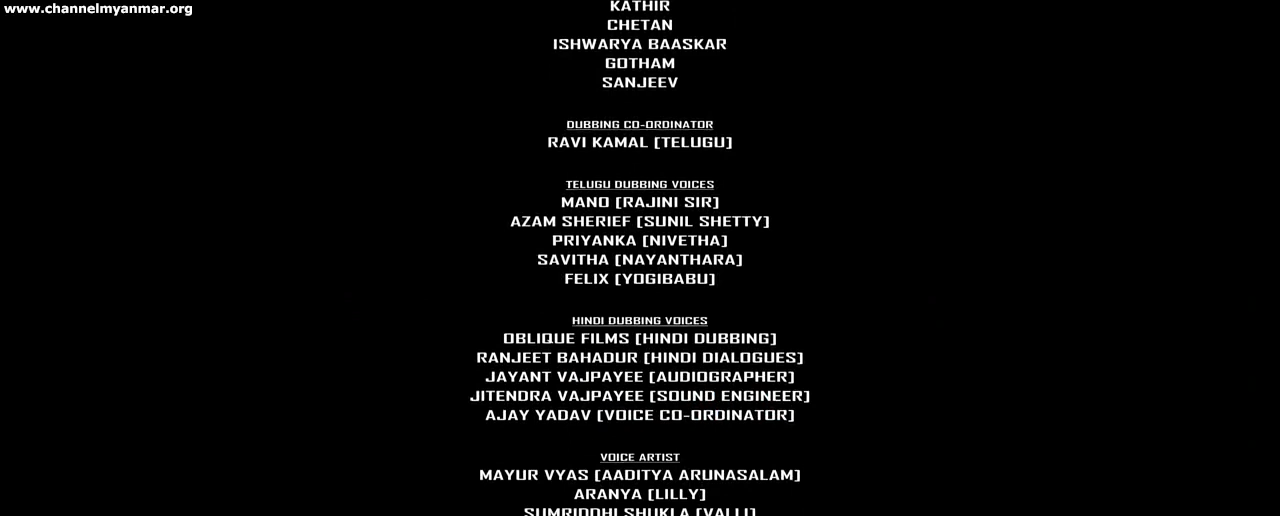 www.channelmyanmar.org
KATHIR
CHETAN
ISHWARYA BAASKAR
GOTHAM
SANJEEV
DUBBING CO-ORDINATOR
RAVI KAMAL [TELUGU]
TELUGU DUBBING VOICES
MANO [RAJINI SIR]
AZAM SHERIEF [SUNIL SHETTY]
PRIYANKA [NIVETHA]
SAVITHA [NAYANTHARA]
FELIX [YOGIBABU]
HINDI DUBBING VOICES
OBLIQUE FILMS [HINDI DUBBING]
RANJEET BAHADUR [HINDI DIALOGUES]
JAYANT VAJPAYEE [AUDIOGRAPHER]
JITENDRA VAJPAYEE [SOUND ENGINEER]
AJAY YADAV [VOICE CO-ORDINATOR]
VOICE ARTIST
MAYUR VYAS [AADITYA ARUNASALAM]
ARANYA [LILLY]
SUMRIDDHI SHUKLA [VALLI]